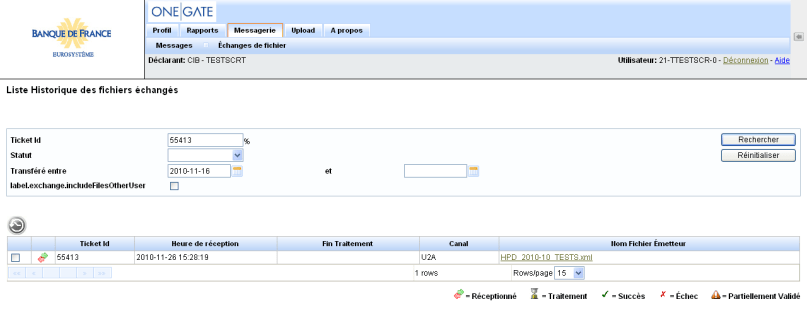 ONE GATE
BANQUE DE FRANCE
EUROSYSTÈME
Profil Rapports Messagerie Upload A propos
Messages Échanges de fichier
Déclarant: CIB - TESTSCRT Utilisateur: 21-TTESTSCR-0 - Déconnexion - Aide
Liste Historique des fichiers échangés
Ticket Id 55413 % Rechercher
Statut Réinitialiser
Transféré entre 2010-11-16 et
label.exchange.includeFilesOtherUser
Ticket Id Heure de réception Fin Traitement Canal Nom Fichier Émetteur
55413 2010-11-26 15:28:19 U2A HPD_2010-10_TESTS.xml
1 rows Rows/page 15
= Réceptionné = Traitement = Succès = Échec = Partiellement Validé